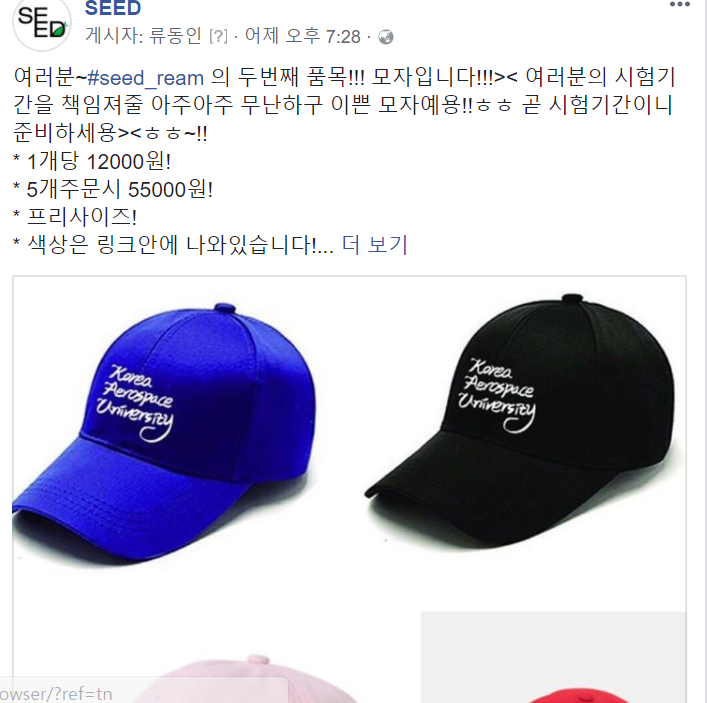 SEED
SEED
게시자: 류동인 [?] · 어제 오후 7:28 ·
여러분~#seed_ream 의 두번째 품목!!! 모자입니다!!!>< 여러분의 시험기
간을 책임져줄 아주아주 무난하구 이쁜 모자예용!!ㅎㅎ 곧 시험기간이니
준비하세용><ㅎㅎ~!!
* 1개당 12000원!
* 5개주문시 55000원!
* 프리사이즈!
* 색상은 링크안에 나와있습니다!... 더 보기
Korea
Aerospace
University
Korea
Aerospace
University
owser/?ref=tn